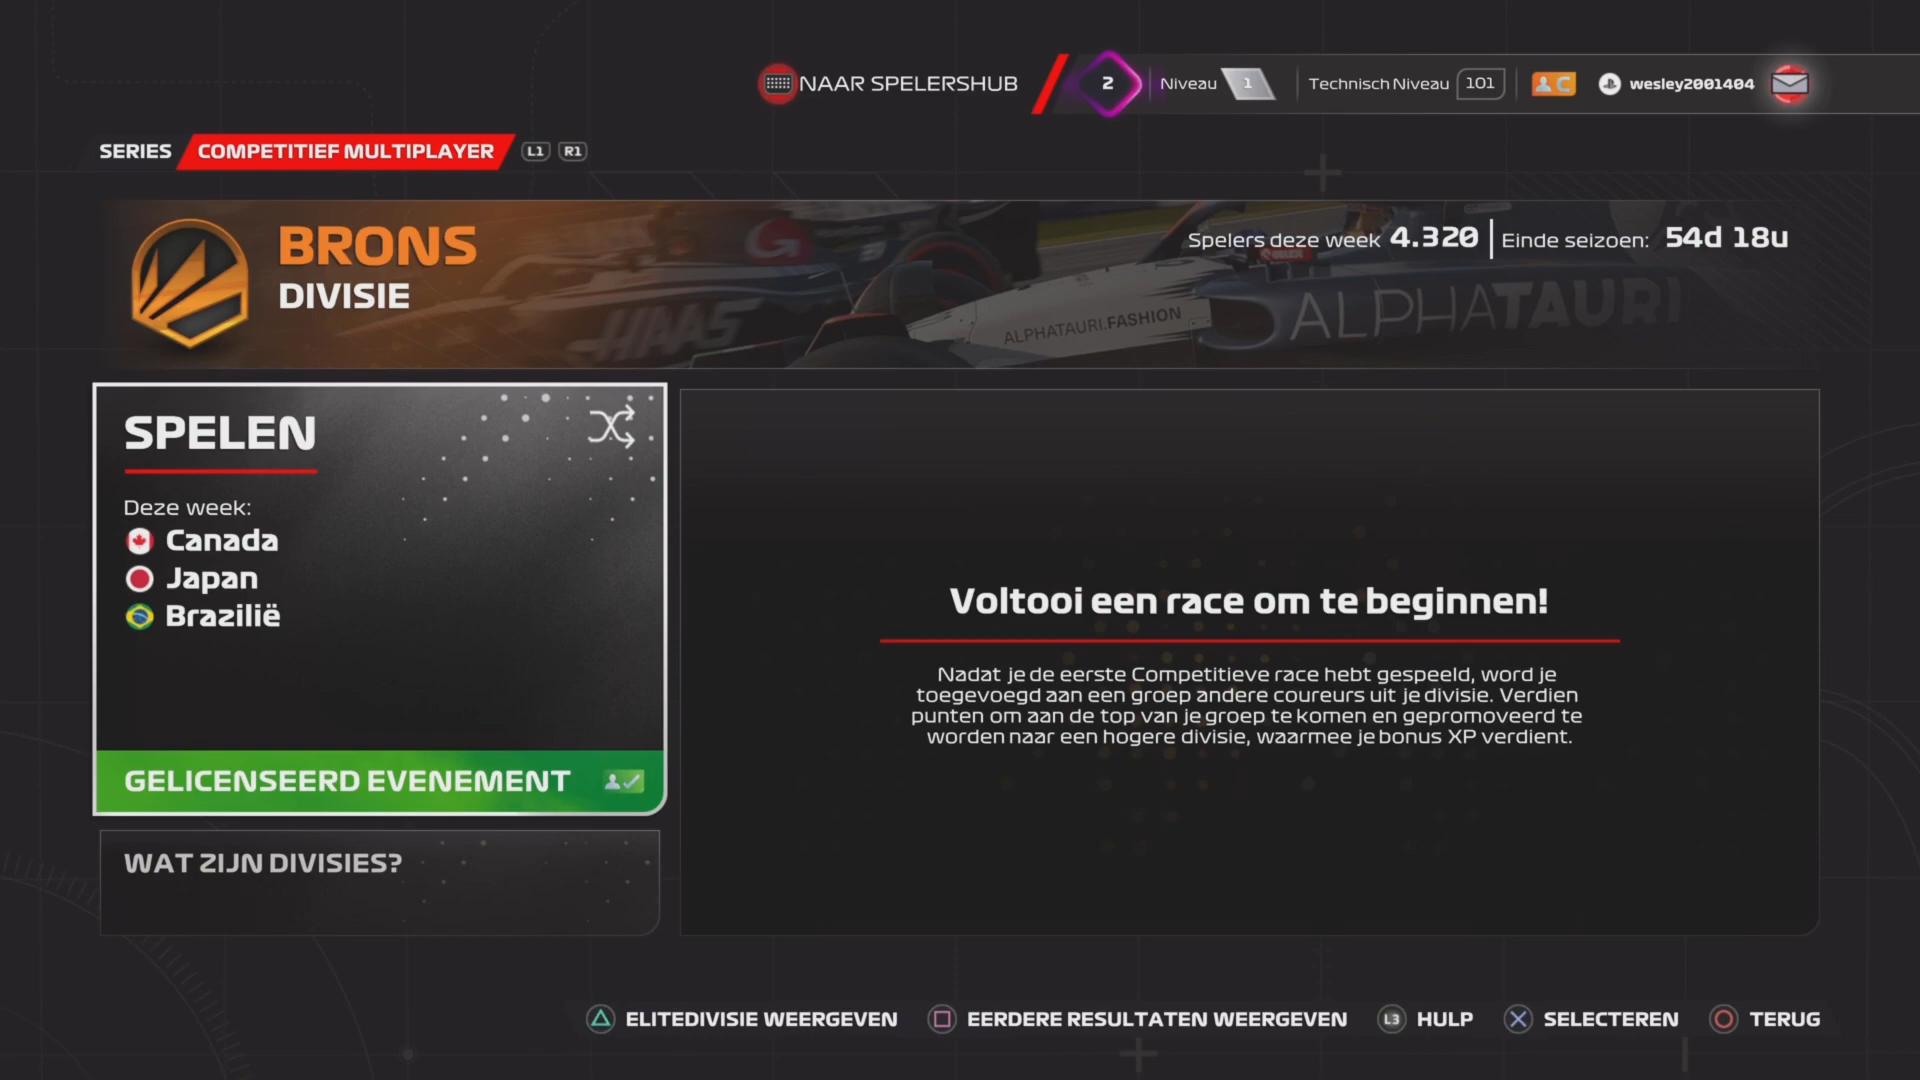 NAAR SPELERSHUB
2
Niveau 1
Technisch Niveau 101
C
wesley2001404
SERIES
COMPETITIEF MULTIPLAYER
L1 R1
BRONS
DIVISIE
Spelers deze week 4.320
Einde seizoen: 54d 18u
HAAS
ALPHATAURI.FASHION
ALPHATAURI
SPELEN
Deze week:
Canada
Japan
Brazilië
GELICENSEERD EVENEMENT
WAT ZIJN DIVISIES?
Voltooi een race om te beginnen!
Nadat je de eerste Competitieve race hebt gespeeld, word je
toegevoegd aan een groep andere coureurs uit je divisie. Verdien
punten om aan de top van je groep te komen en gepromoveerd te
worden naar een hogere divisie, waarmee je bonus XP verdient.
ELITEDIVISIE WEERGEVEN
EERDERE RESULTATEN WEERGEVEN
L3 HULP
SELECTEREN
TERUG